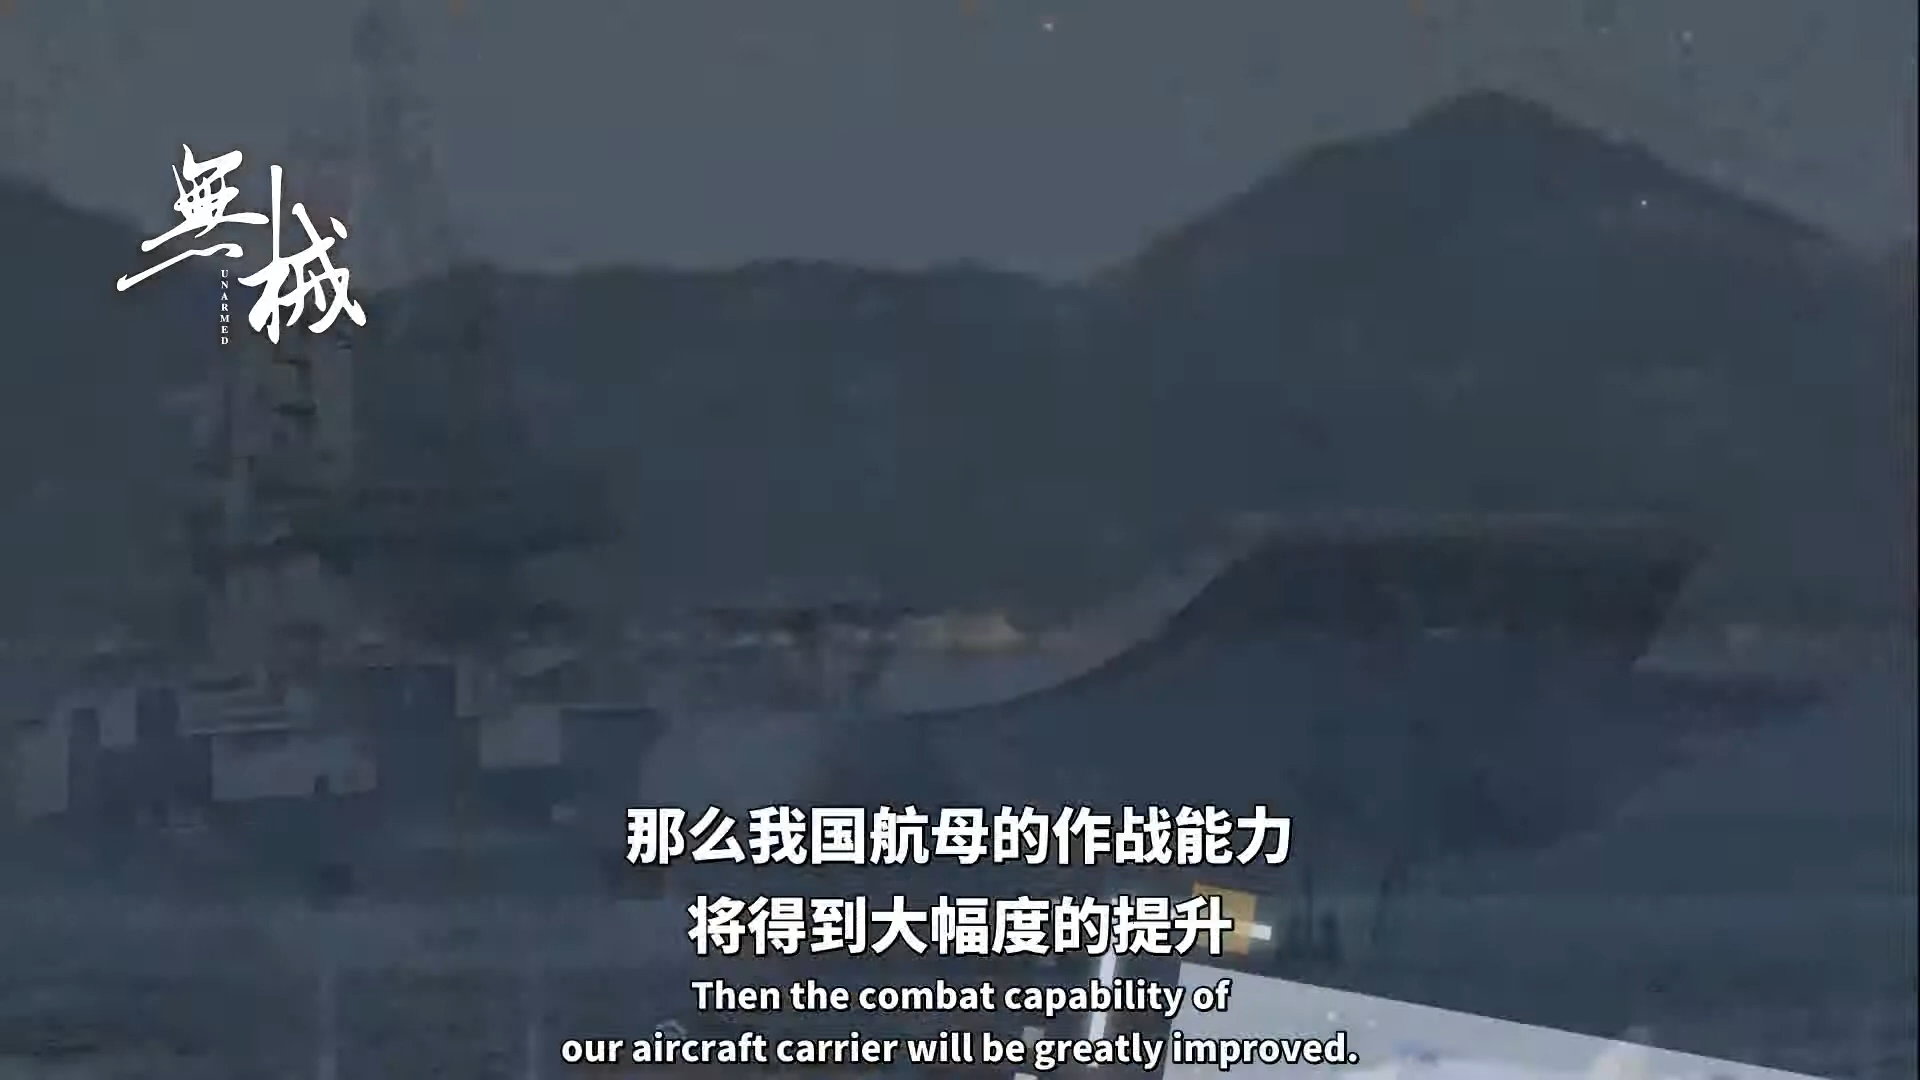 無械
UNARMED
那么我国航母的作战能力
将得到大幅度的提升
Then the combat capability of
our aircraft carrier will be greatly improved.